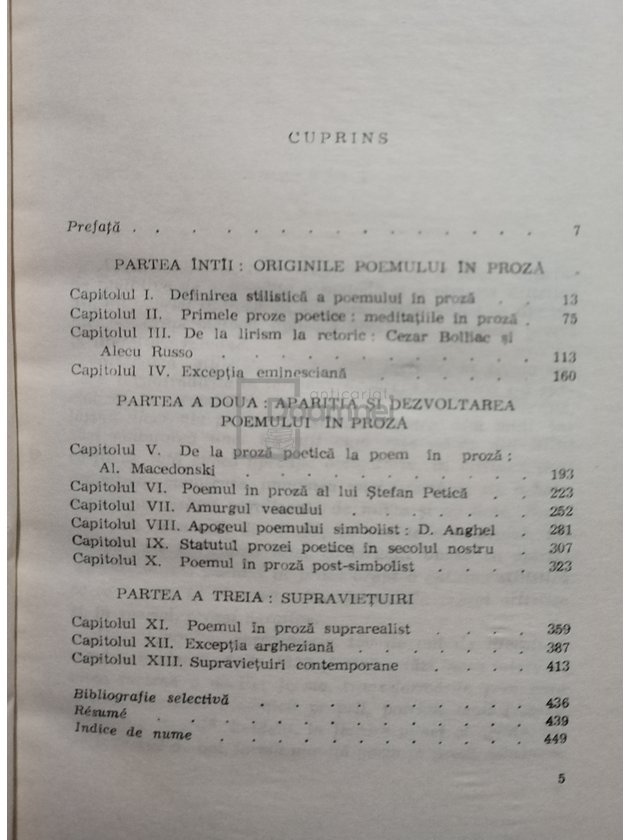 CUPRINS
Prefață . . . . . . . . . . . . . . 7
PARTEA ÎNTÎI : ORIGINILE POEMULUI ÎN PROZĂ
Capitolul I. Definirea stilistică a poemului în proză . . 13
Capitolul II. Primele proze poetice : meditațiile în proză . 75
Capitolul III. De la lirism la retoric : Cezar Bolliac și
Alecu Russo . . . . . . . . . . . 113
Capitolul IV. Excepția eminesciană . . . . . . 160
anticariat
PARTEA A DOUA : APARIȚIA ȘI DEZVOLTAREA
POEMULUI ÎN PROZĂ
Capitolul V. De la proză poetică la poem în proză :
Al. Macedonski . . . . . . . . . . 193
Capitolul VI. Poemul în proză al lui Ștefan Petică . . 223
Capitolul VII. Amurgul veacului . . . . . . 252
Capitolul VIII. Apogeul poemului simbolist : D. Anghel . 281
Capitolul IX. Statutul prozei poetice în secolul nostru . 307
Capitolul X. Poemul în proză post-simbolist . . . . 323
PARTEA A TREIA : SUPRAVIEȚUIRI
Capitolul XI. Poemul în proză suprarealist . . . . 359
Capitolul XII. Excepția argheziană . . . . . . 387
Capitolul XIII. Supraviețuiri contemporane . . . . 413
Bibliografie selectivă . . . . . . . . . 436
Résumé . . . . . . . . . . . . . 439
Indice de nume . . . . . . . . . . . 449
5